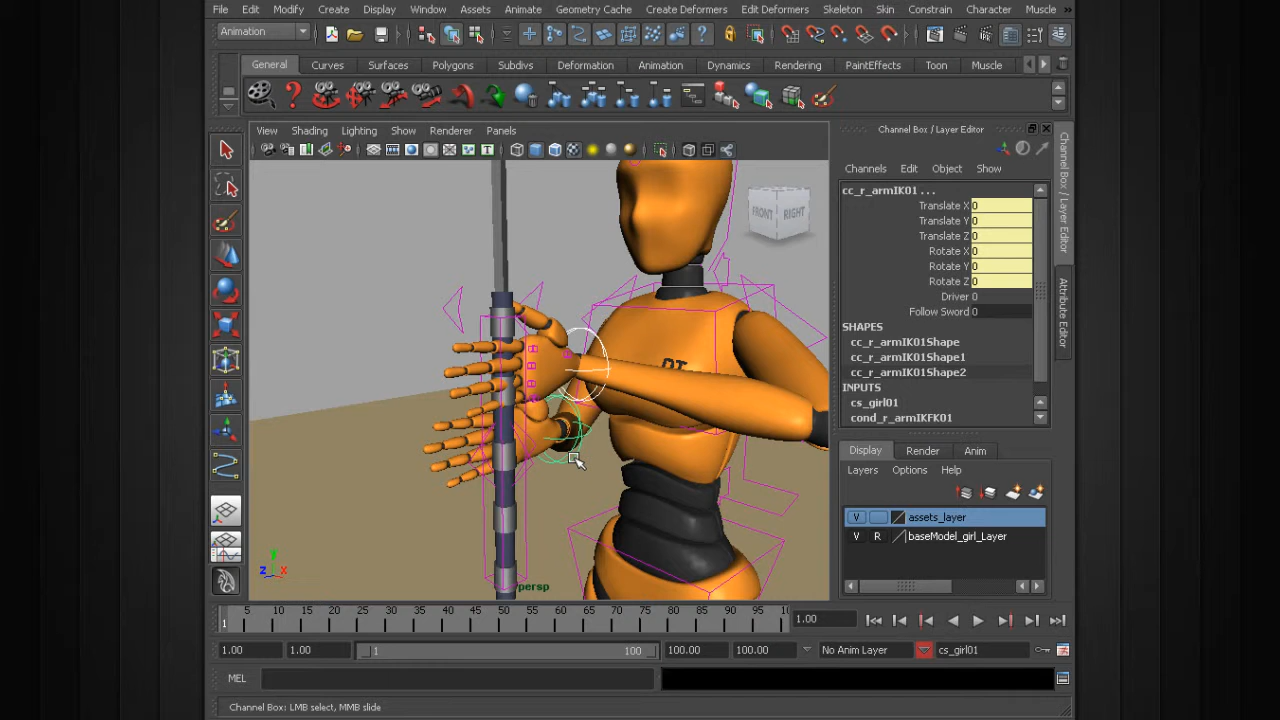 File Edit Modify Create Display Window Assets Animate Geometry Cache Create Deformers Edit Deformers Skeleton Skin Constrain Character Muscle »
Animation
General Curves Surfaces Polygons Subdivs Deformation Animation Dynamics Rendering PaintEffects Toon Muscle
View Shading Lighting Show Renderer Panels
Channel Box / Layer Editor
Channels Edit Object Show
cc_r_armIK01 ...
Translate X 0
Translate Y 0
Translate Z 0
Rotate X 0
Rotate Y 0
Rotate Z 0
Driver 0
Follow Sword 0
SHAPES
cc_r_armIK01Shape
cc_r_armIK01Shape1
cc_r_armIK01Shape2
INPUTS
cs_girl01
cond_r_armIKFK01
Channel Box / Layer Editor
Attribute Editor
FRONT RIGHT
DT
Display Render Anim
Layers Options Help
V assets_layer
V R baseModel_girl_Layer
Z X
persp
1 5 10 15 20 25 30 35 40 45 50 55 60 65 70 75 80 85 90 95 10
1.00
1.00 1.00 1 100 100.00 100.00 No Anim Layer cs_girl01
MEL
Channel Box: LMB select, MMB slide